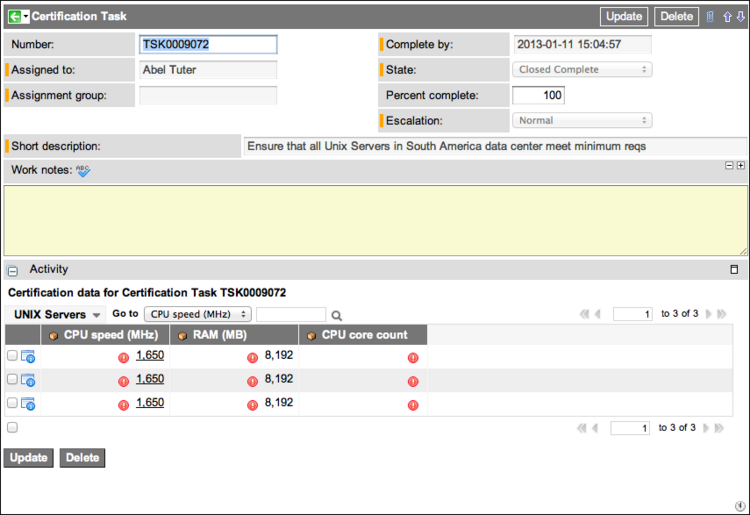 Certification Task Update Delete
Number: TSK0009072 Complete by: 2013-01-11 15:04:57
Assigned to: Abel Tuter State: Closed Complete
Assignment group: Percent complete: 100
Escalation: Normal
Short description: Ensure that all Unix Servers in South America data center meet minimum reqs
Work notes: ABC
Activity
Certification data for Certification Task TSK0009072
UNIX Servers Go to CPU speed (MHz) 1 to 3 of 3
CPU speed (MHz) RAM (MB) CPU core count
1,650 8,192
1,650 8,192
1,650 8,192
1 to 3 of 3
Update Delete